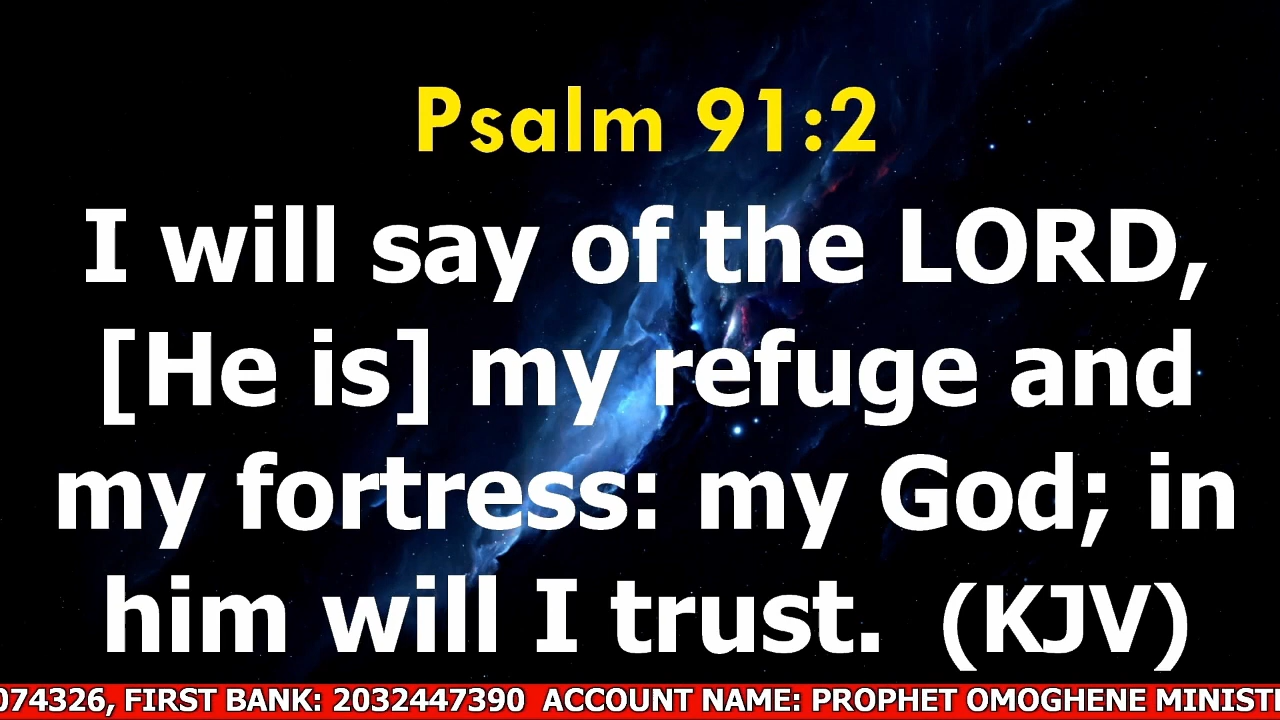 Psalm 91:2
I will say of the LORD,
[He is] my refuge and
my fortress: my God; in
him will I trust. (KJV)
074326, FIRST BANK: 2032447390 ACCOUNT NAME: PROPHET OMOGHENE MINIST